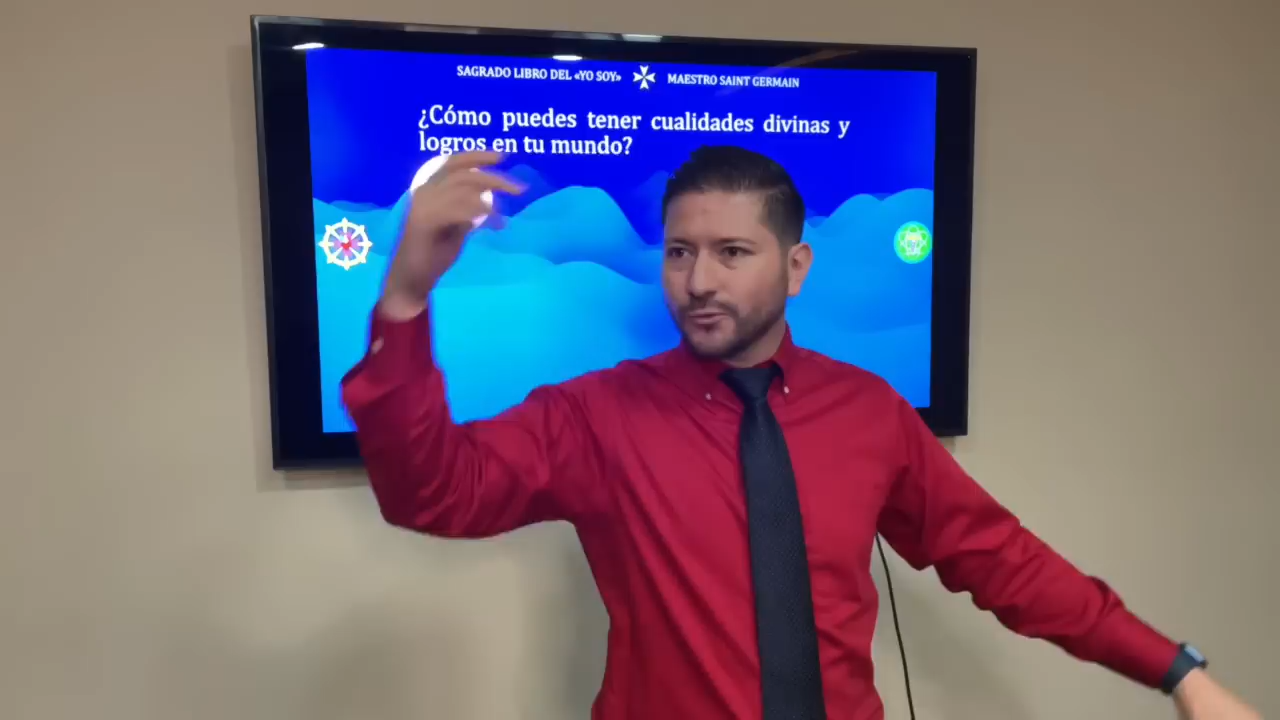 SAGRADO LIBRO DEL «YO SOY» MAESTRO SAINT GERMAIN
¿Cómo puedes tener cualidades divinas y
logros en tu mundo?